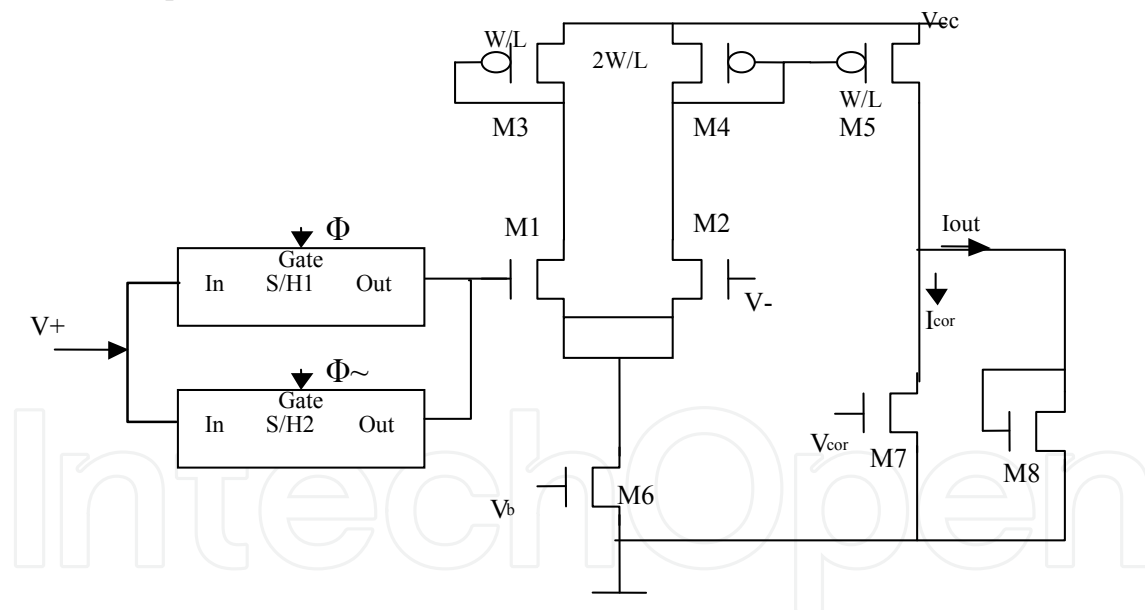 Vcc
W/L
2W/L
W/L
M3
M4
M5
M1
M2
Φ
Iout
Gate
In
S/H1
Out
V-
V+
Icor
Φ~
Gate
In
S/H2
Out
Vcor
M7
M8
Vb
M6
IntechOpen